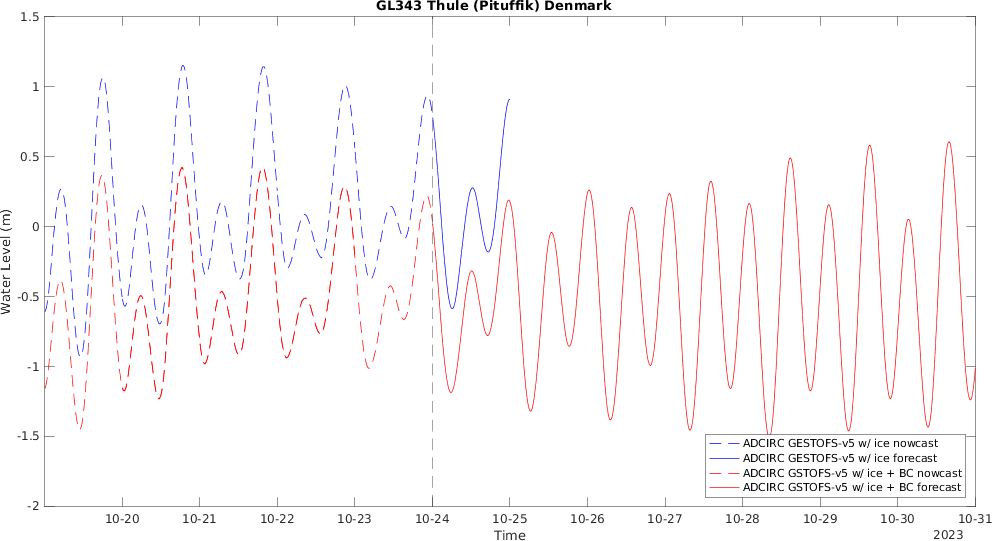 GL343 Thule (Pituffik) Denmark
1.5
1
0.5
0
-0.5
-1
-1.5
-2
Water Level (m)
ADCIRC GESTOFS-v5 w/ ice nowcast
ADCIRC GESTOFS-v5 w/ ice forecast
ADCIRC GSTOFS-v5 w/ ice + BC nowcast
ADCIRC GSTOFS-v5 w/ ice + BC forecast
10-20 10-21 10-22 10-23 10-24 10-25 10-26 10-27 10-28 10-29 10-30 10-31
Time
2023